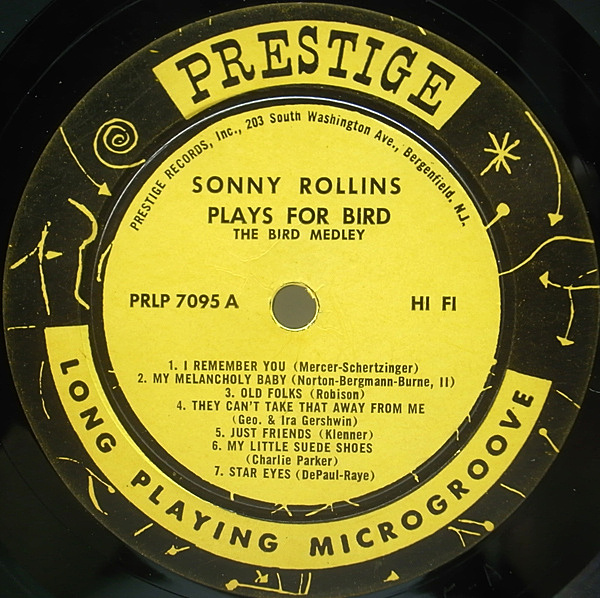 PRESTIGE
PRESTIGE RECORDS, Inc., 203 South Washington Ave., Bergenfield, N.J.
SONNY ROLLINS
PLAYS FOR BIRD
THE BIRD MEDLEY
PRLP 7095 A
HI FI
1. I REMEMBER YOU (Mercer-Schertzinger)
2. MY MELANCHOLY BABY (Norton-Bergmann-Burne, II)
3. OLD FOLKS (Robison)
4. THEY CAN'T TAKE THAT AWAY FROM ME
(Geo. & Ira Gershwin)
5. JUST FRIENDS (Klenner)
6. MY LITTLE SUEDE SHOES
(Charlie Parker)
7. STAR EYES (DePaul-Raye)
LONG PLAYING MICROGROOVE